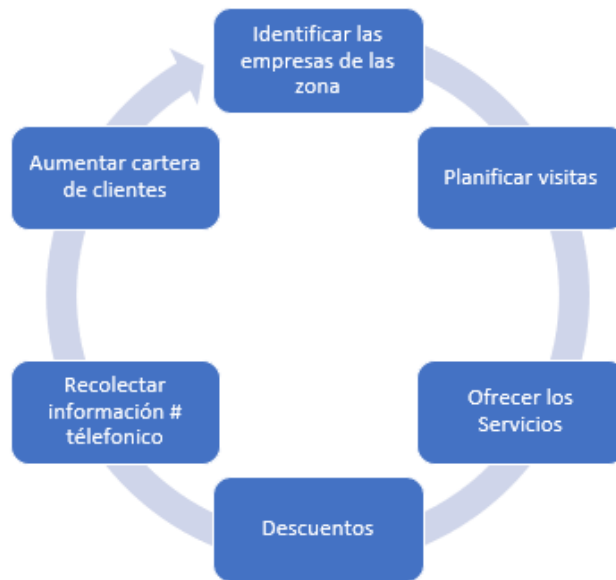 Identificar las
empresas de las
zona
Planificar visitas
Ofrecer los
Servicios
Descuentos
Recolectar
información #
télefonico
Aumentar cartera
de clientes